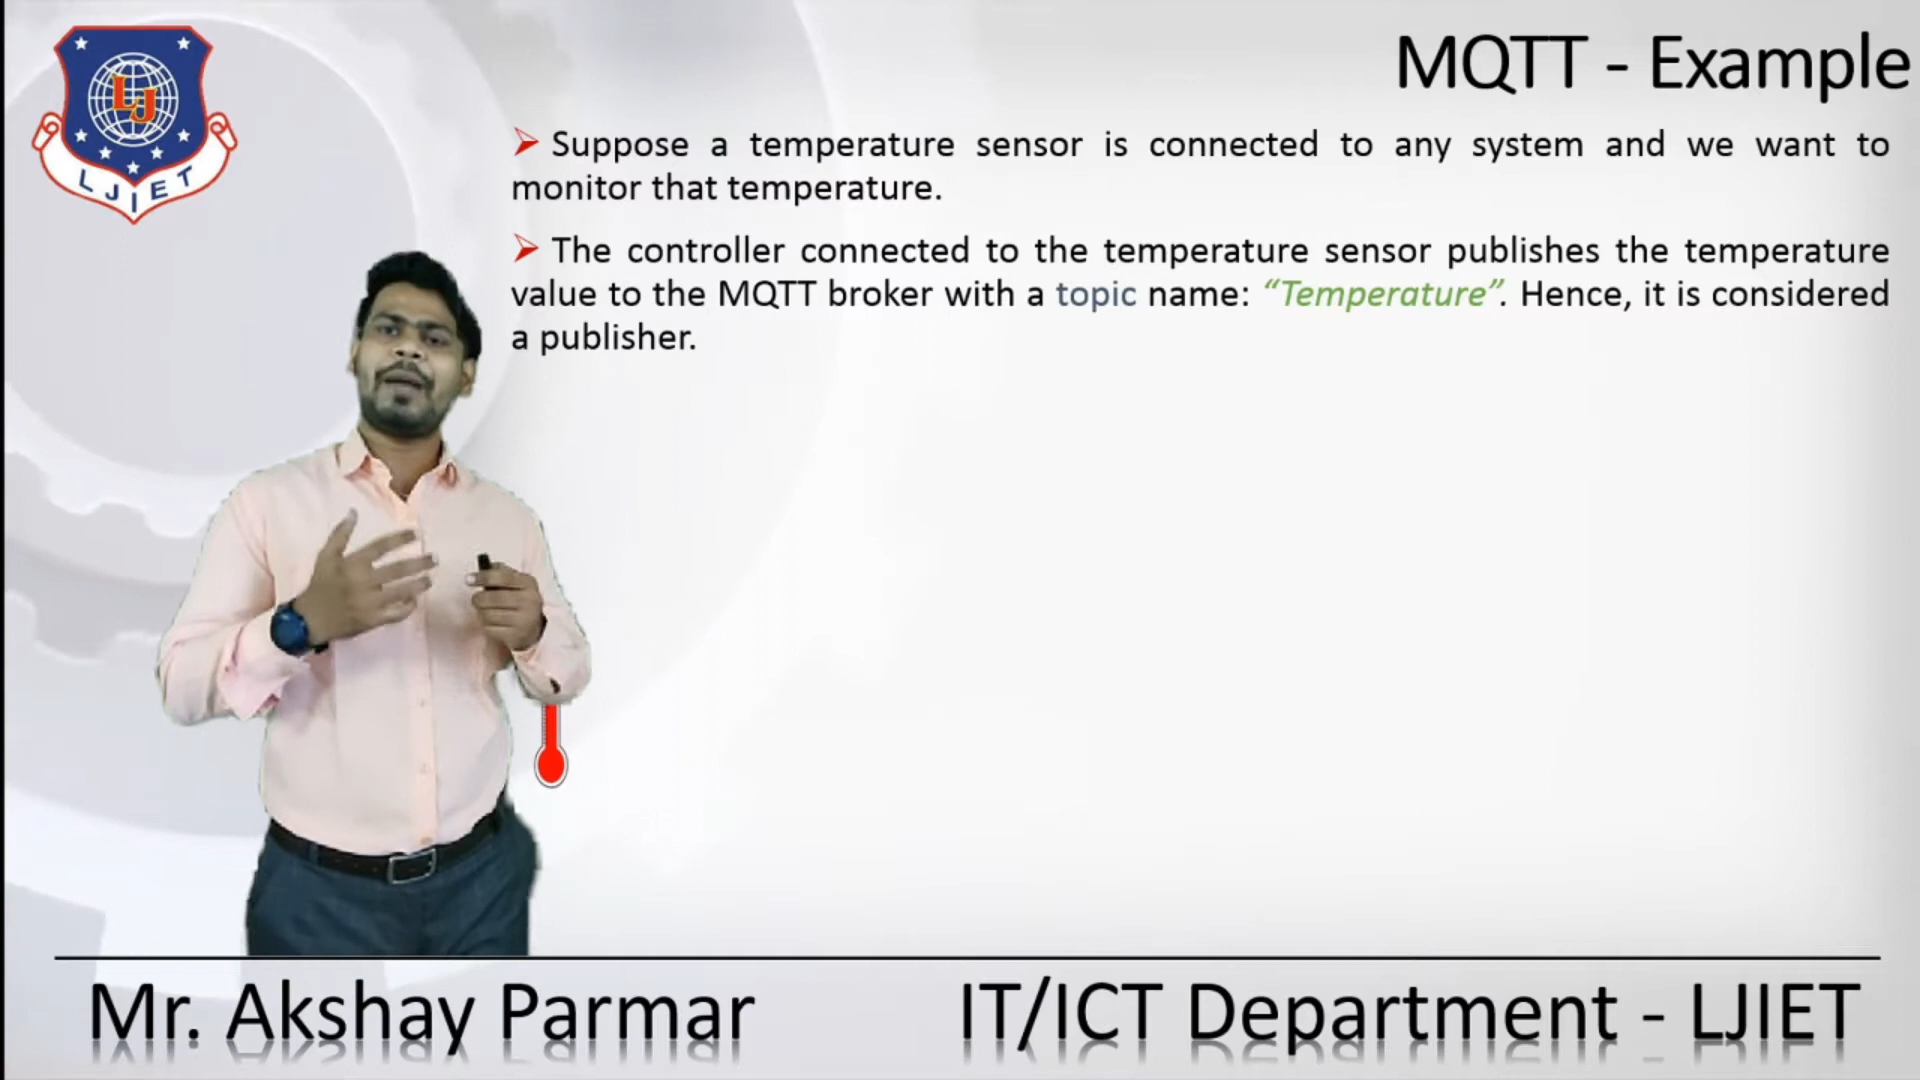 LJ
LJIET
MQTT - Example
➢ Suppose a temperature sensor is connected to any system and we want to
monitor that temperature.
➢ The controller connected to the temperature sensor publishes the temperature
value to the MQTT broker with a topic name: “Temperature”. Hence, it is considered
a publisher.
Mr. Akshay Parmar
IT/ICT Department - LJIET